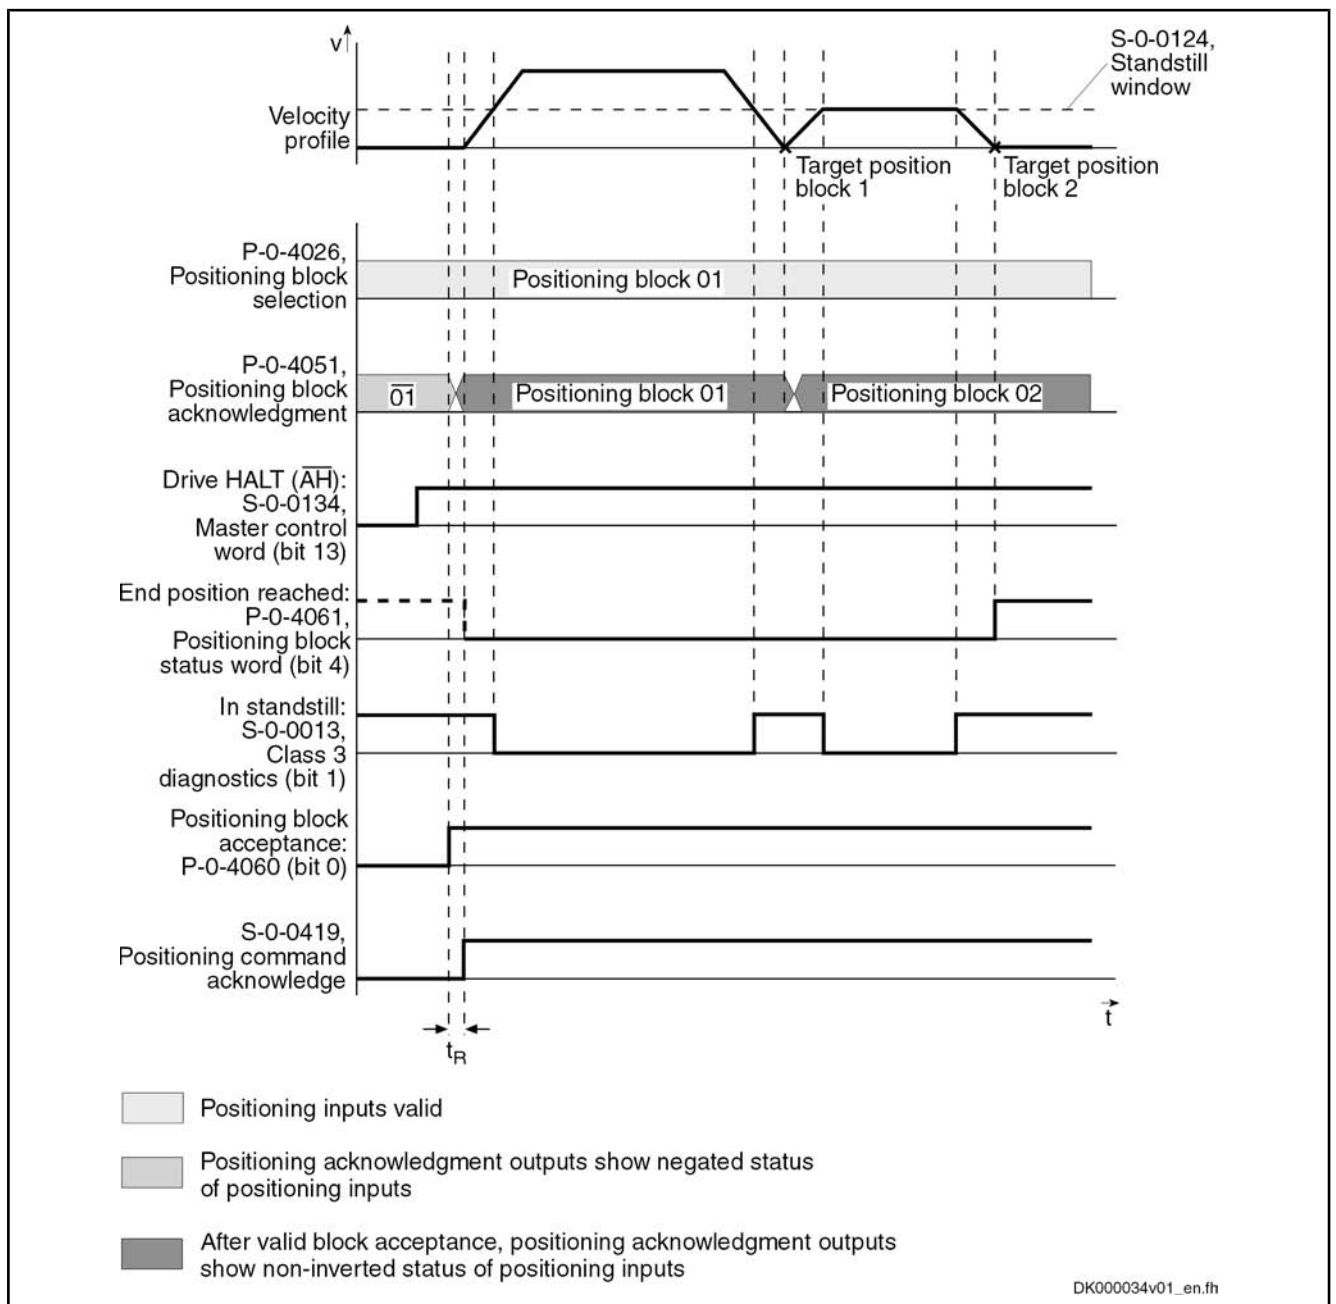 v
S-0-0124,
Standstill
window
Velocity
profile
Target position
block 1
Target position
block 2
P-0-4026,
Positioning block
selection
Positioning block 01
P-0-4051,
Positioning block
acknowledgment
0̅1̅
Positioning block 01
Positioning block 02
Drive HALT (A̅H̅):
S-0-0134,
Master control
word (bit 13)
End position reached:
P-0-4061,
Positioning block
status word (bit 4)
In standstill:
S-0-0013,
Class 3
diagnostics (bit 1)
Positioning block
acceptance:
P-0-4060 (bit 0)
S-0-0419,
Positioning command
acknowledge
t
tR
Positioning inputs valid
Positioning acknowledgment outputs show negated status
of positioning inputs
After valid block acceptance, positioning acknowledgment outputs
show non-inverted status of positioning inputs
DK000034v01_en.fh